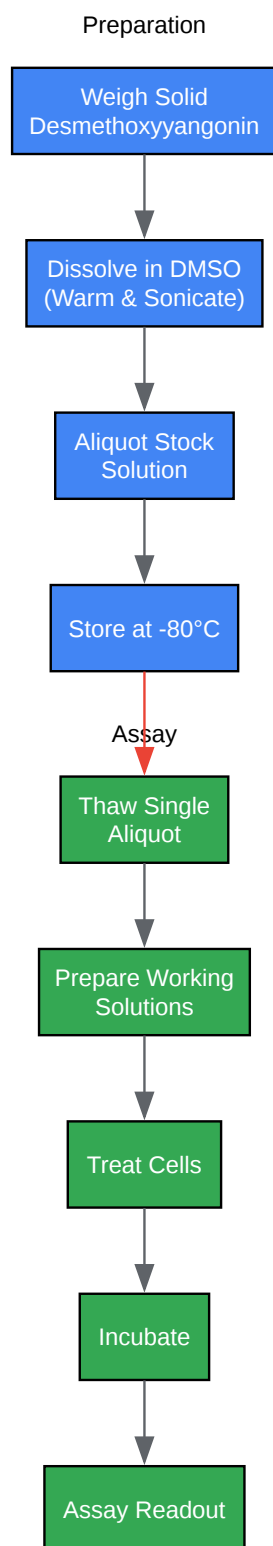 Preparation
Weigh Solid
Desmethoxyyangonin
Dissolve in DMSO
(Warm & Sonicate)
Aliquot Stock
Solution
Store at -80°C
Assay
Thaw Single
Aliquot
Prepare Working
Solutions
Treat Cells
Incubate
Assay Readout